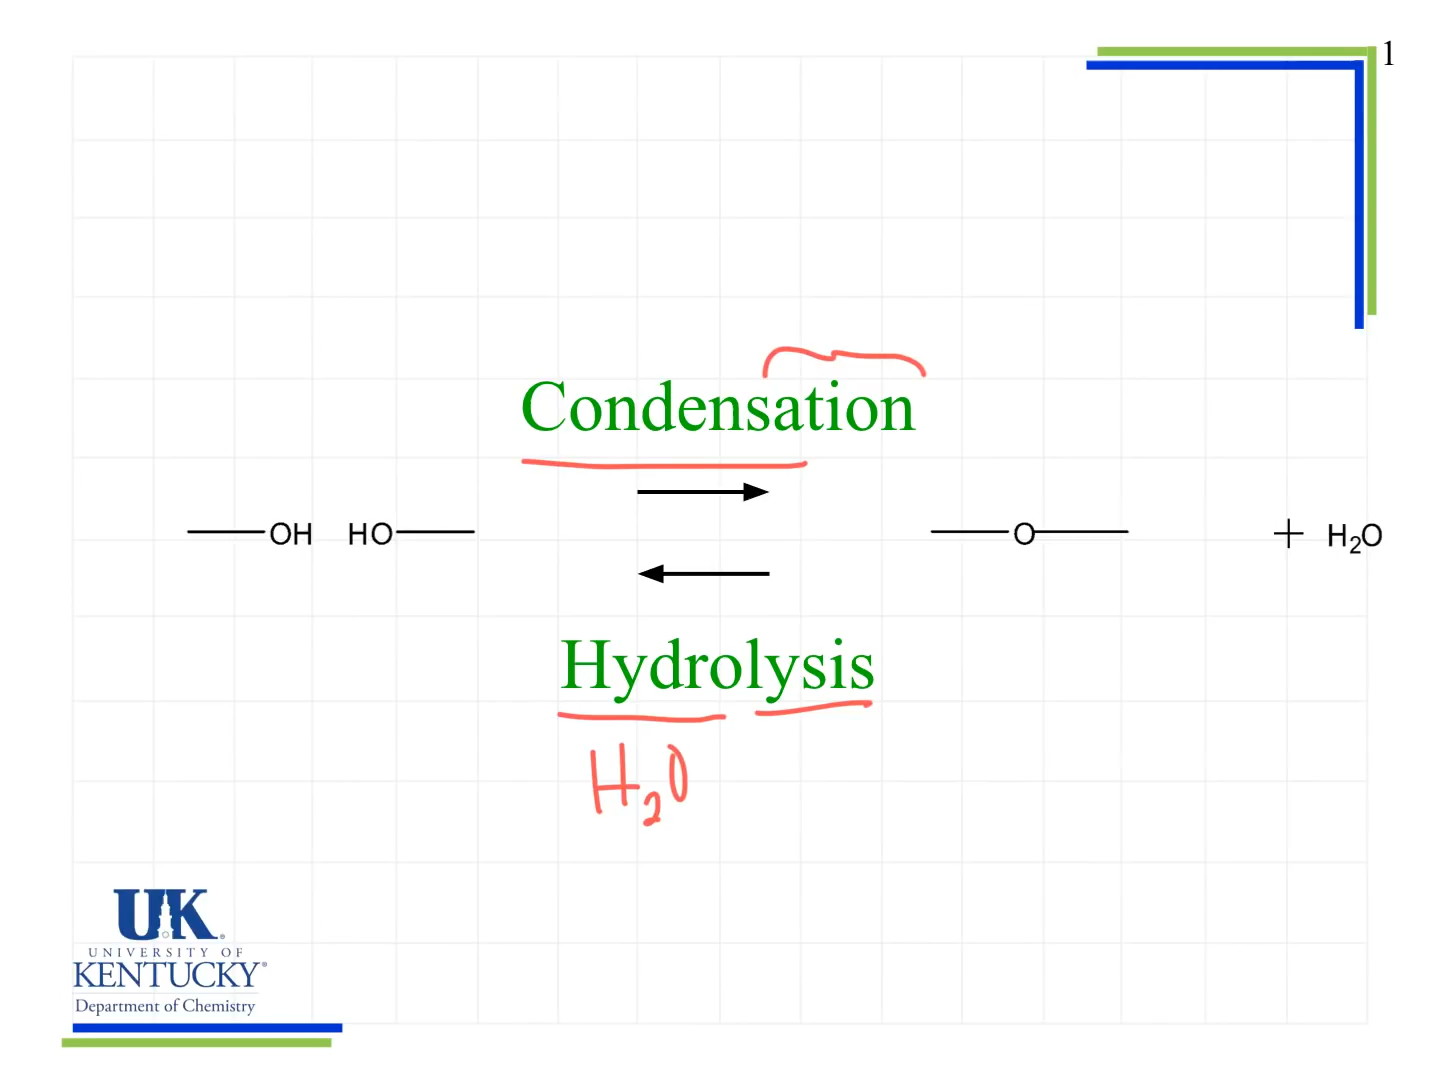 1
Condensation
OH HO O + H₂O
Hydrolysis
H₂O
UK
UNIVERSITY OF
KENTUCKY®
Department of Chemistry